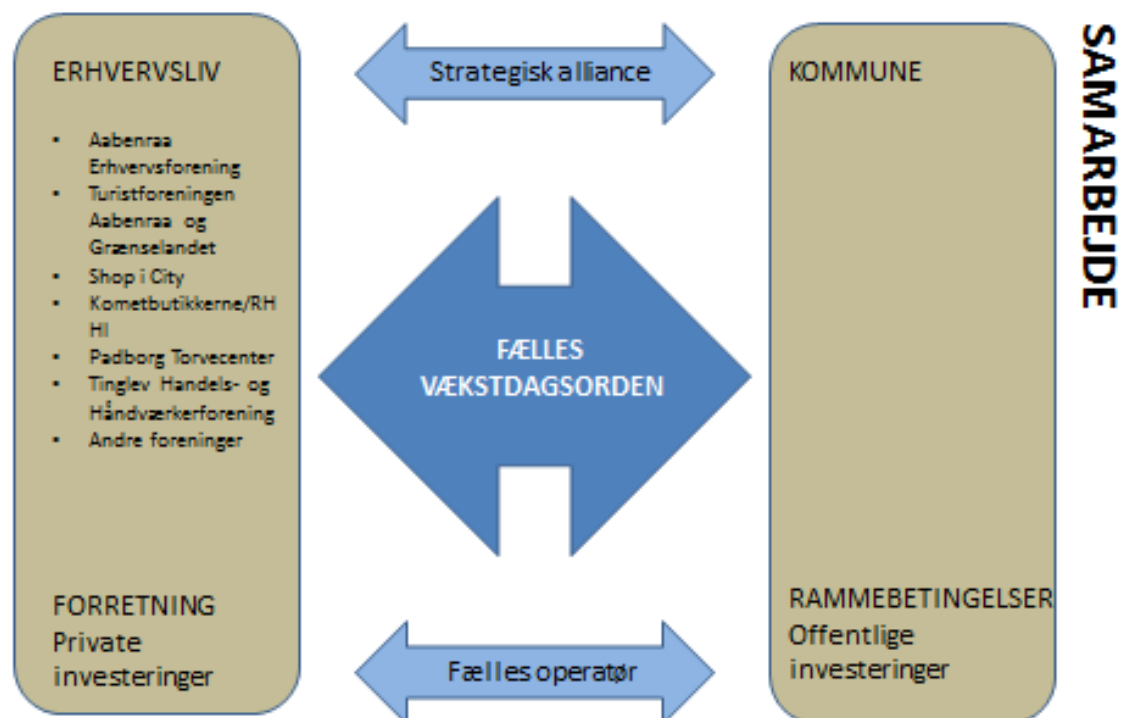 ERHVERVSLIV
▪ Aabenraa
Erhvervsforening
▪ Turistforeningen
Aabenraa og
Grænselandet
▪ Shop i City
▪ Kometbutikkerne/RH
HI
▪ Padborg Torvecenter
▪ Tinglev Handels- og
Håndværkerforening
▪ Andre foreninger
FORRETNING
Private
investeringer
Strategisk alliance
FÆLLES
VÆKSTDAGSORDEN
Fælles operatør
KOMMUNE
RAMMEBETINGELSER
Offentlige
investeringer
SAMARBEJDE